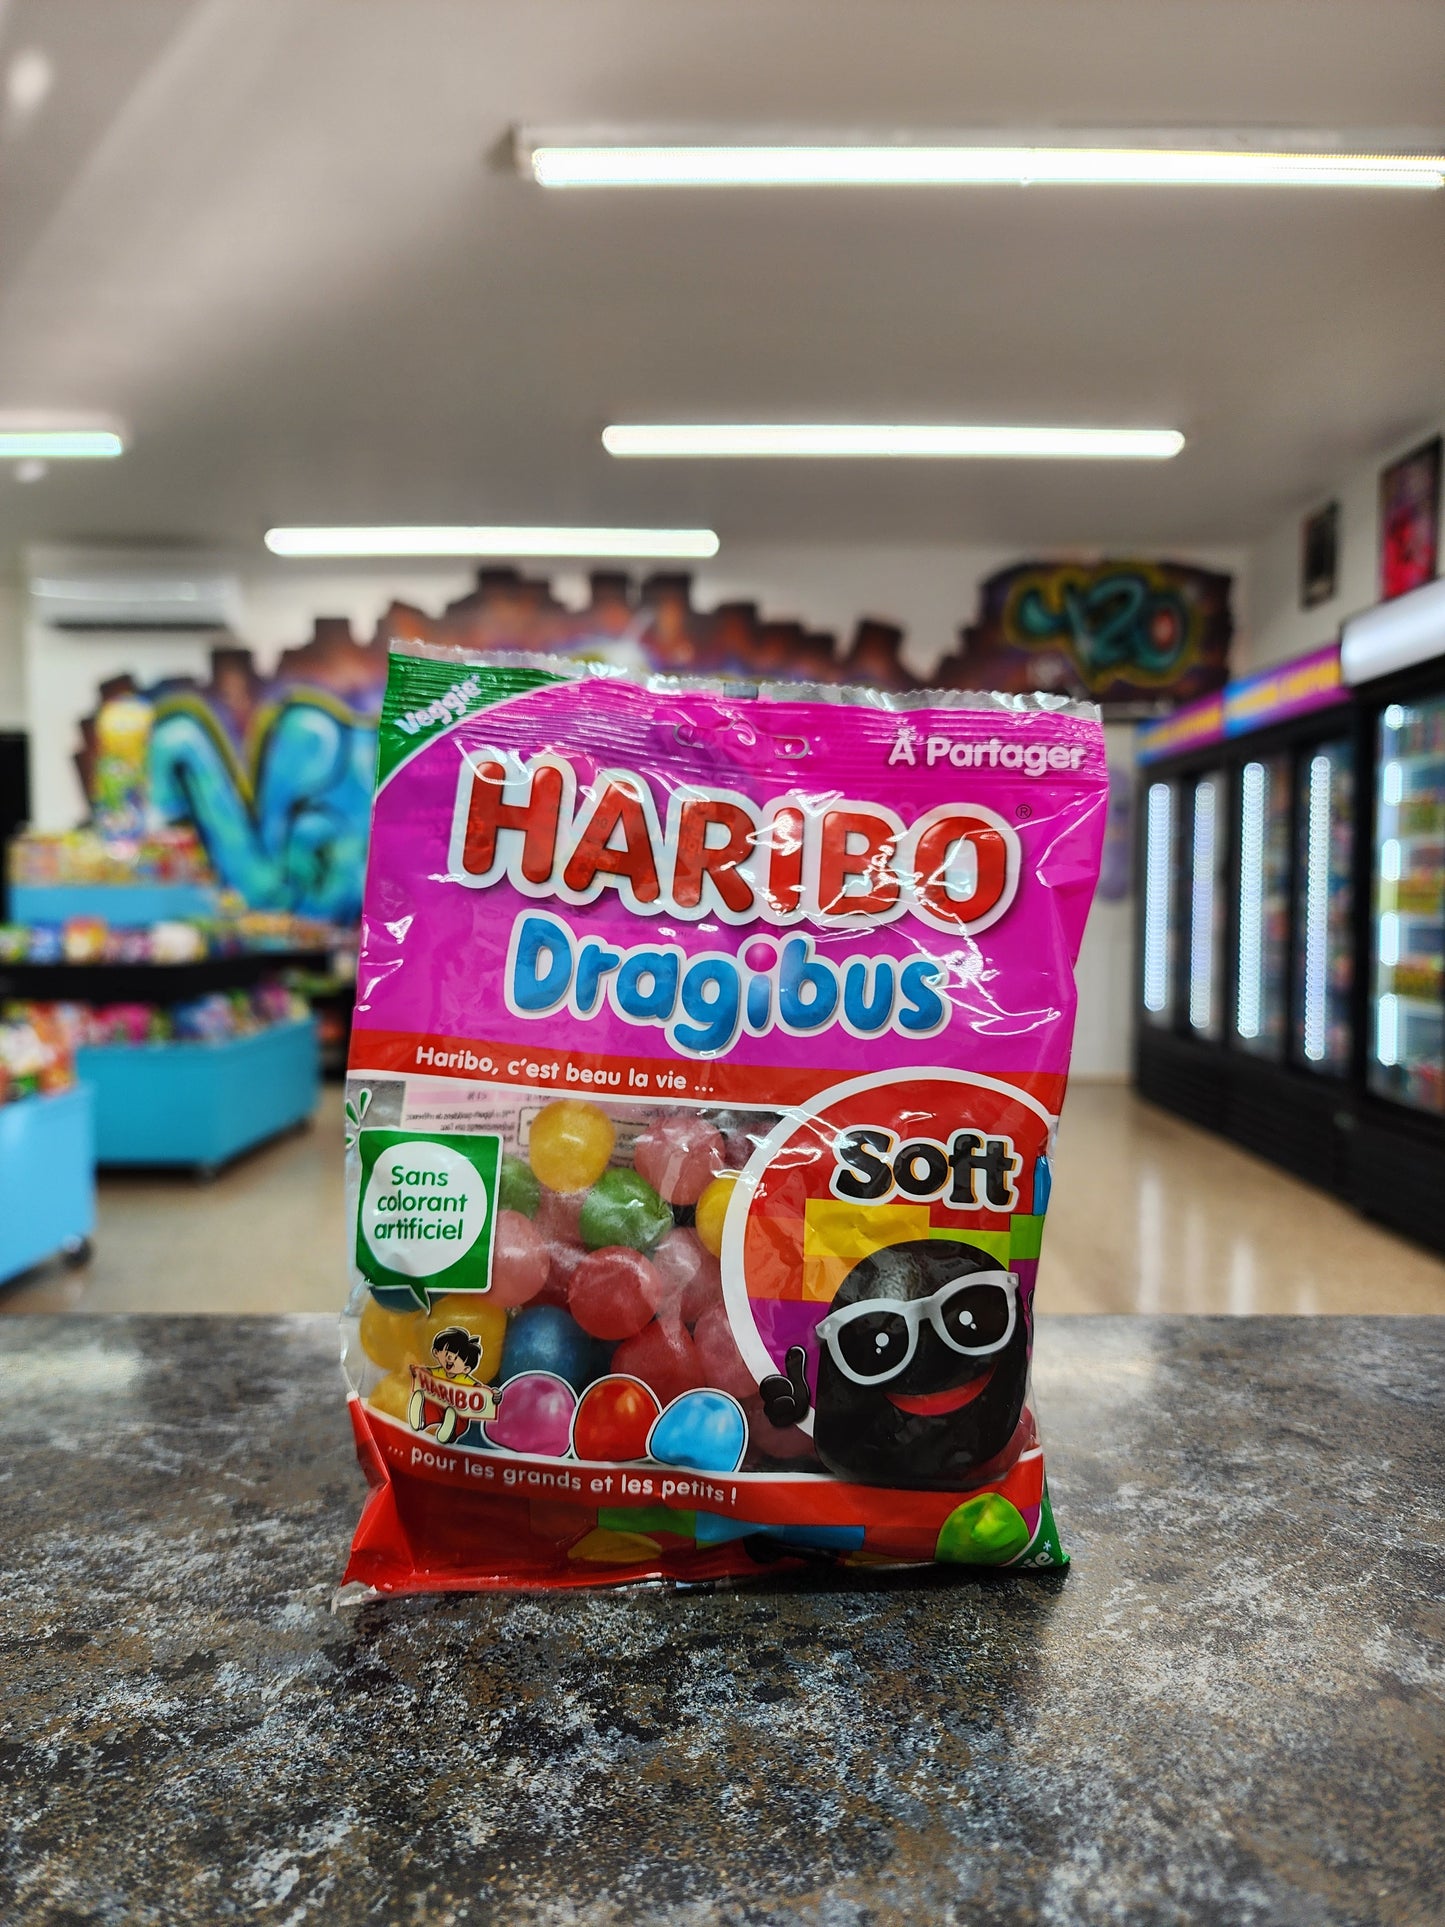 420
Veggie*
À Partager
HARIBO®
Dragibus
Haribo, c'est beau la vie ...
Soft
Sans
colorant
artificiel
HARIBO
... pour les grands et les petits !